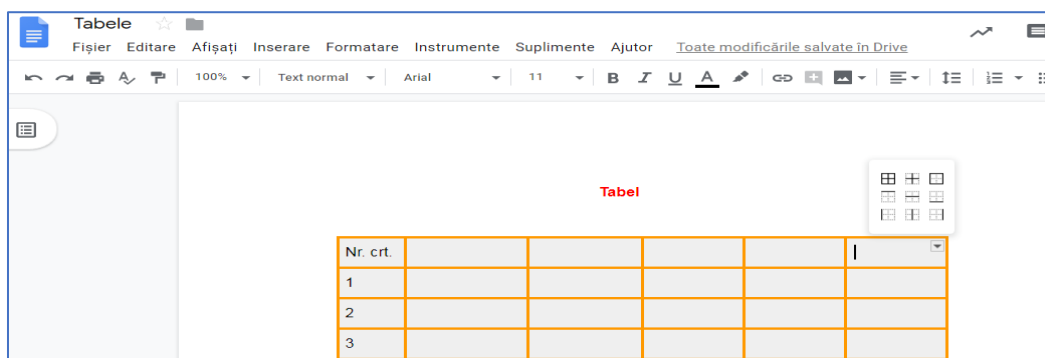 Tabele
Fișier Editare Afișați Inserare Formatare Instrumente Suplimente Ajutor Toate modificările salvate în Drive
100% Text normal Arial 11 B I U A
Tabel
Nr. crt.
1
2
3